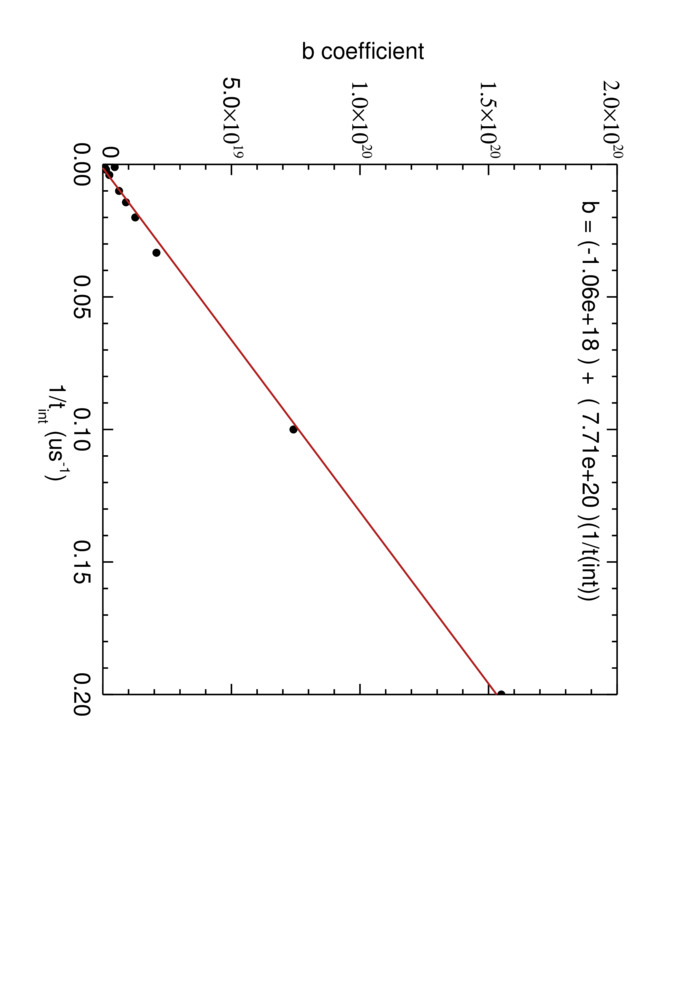 b = (-1.06e+18 ) + ( 7.71e+20 )(1/t(int))
2.0×10²⁰
1.5×10²⁰
1.0×10²⁰
5.0×10¹⁹
0
b coefficient
0.00 0.05 0.10 0.15 0.20
1/t_int (us⁻¹)